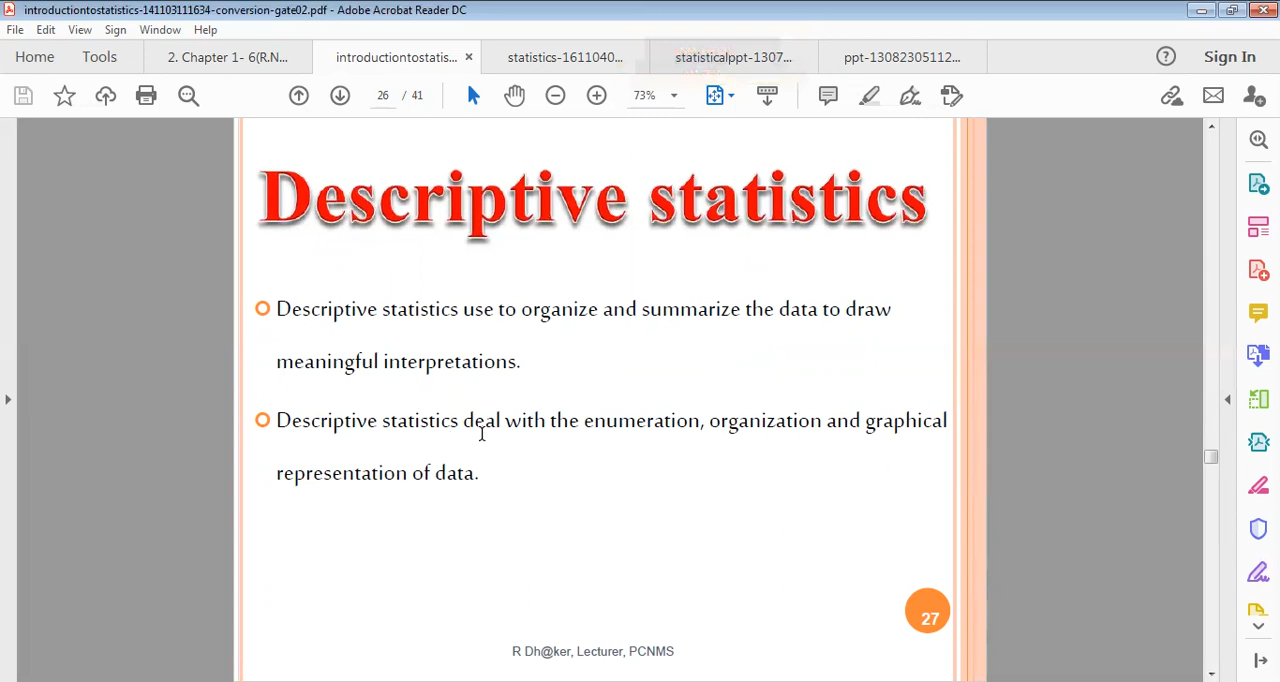 introductiontostatistics-141103111634-conversion-gate02.pdf - Adobe Acrobat Reader DC
File Edit View Sign Window Help
Home Tools 2. Chapter 1- 6(R.N... introductiontostatis... × statistics-1611040... statisticalppt-1307... ppt-13082305112... Sign In
26 / 41 73%
Descriptive statistics
Descriptive statistics use to organize and summarize the data to draw
meaningful interpretations.
Descriptive statistics deal with the enumeration, organization and graphical
representation of data.
27
R Dh@ker, Lecturer, PCNMS